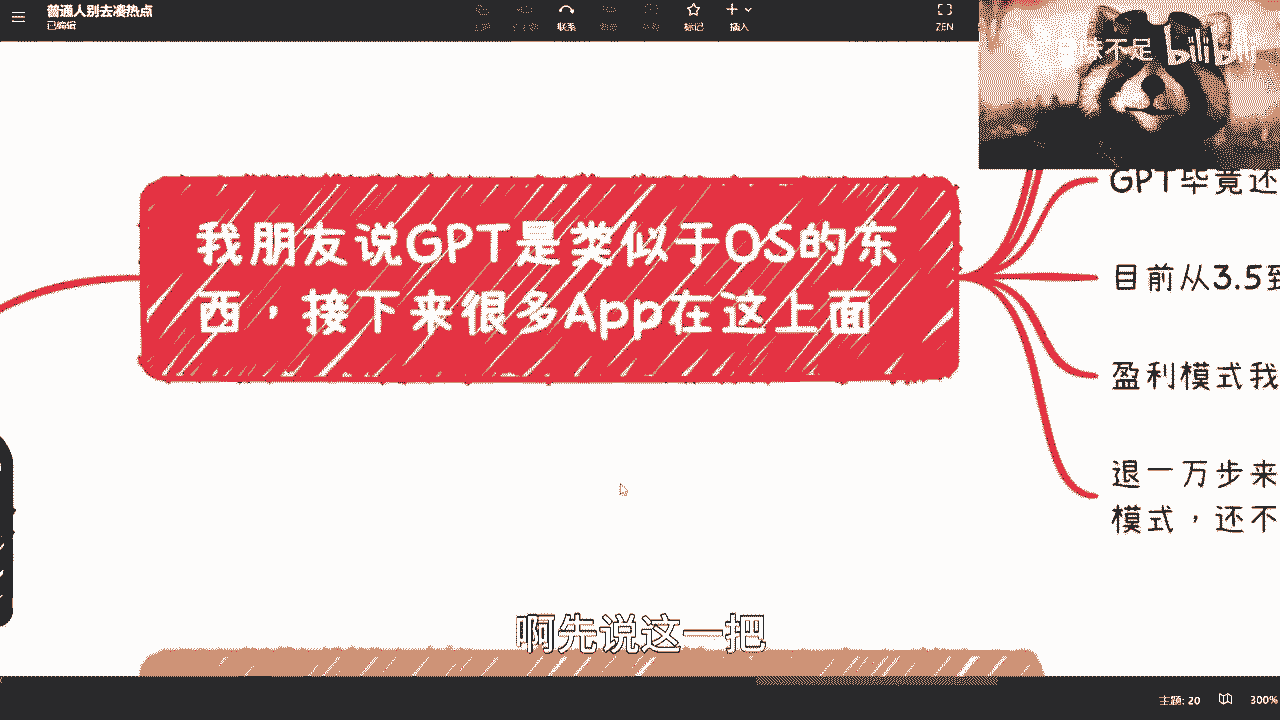 普通人别去凑热点
已编辑
联系
标记
插入
ZEN
味不足 bilibili
我朋友说GPT是类似于OS的东
西，接下来很多App在这上面
GPT毕竟还
目前从3.5到
盈利模式我
退一万步来
模式，还不
啊先说这一把
主题: 20
300%